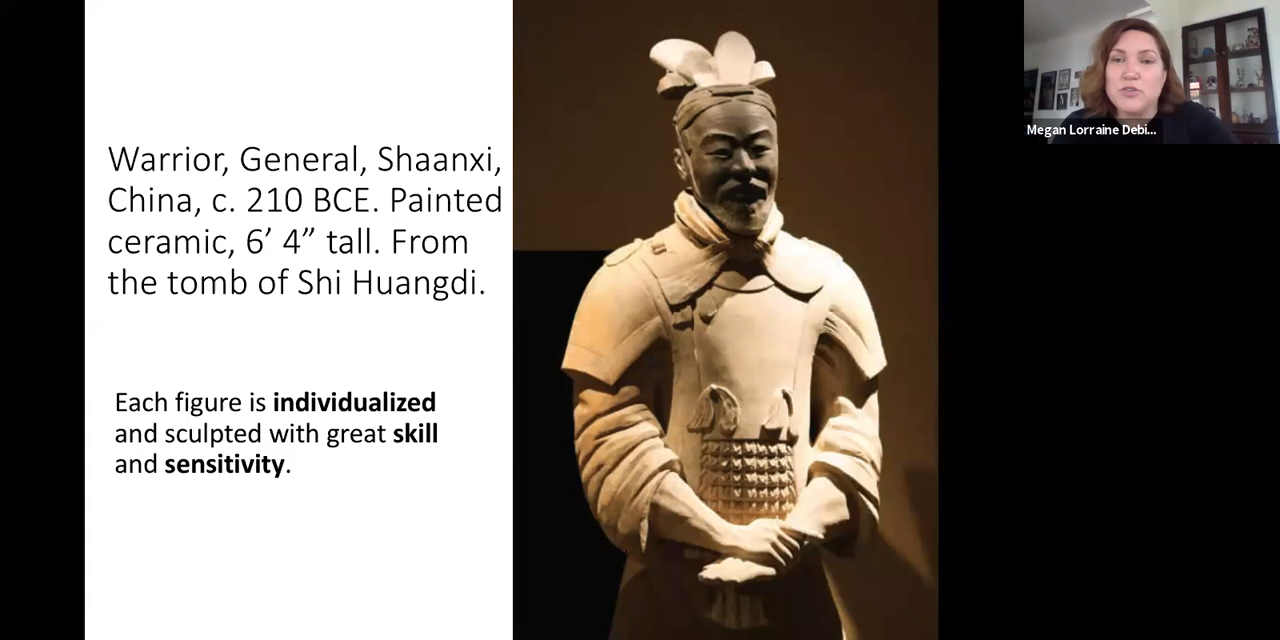 Warrior, General, Shaanxi,
China, c. 210 BCE. Painted
ceramic, 6’ 4” tall. From
the tomb of Shi Huangdi.
Each figure is individualized
and sculpted with great skill
and sensitivity.
Megan Lorraine Debi...